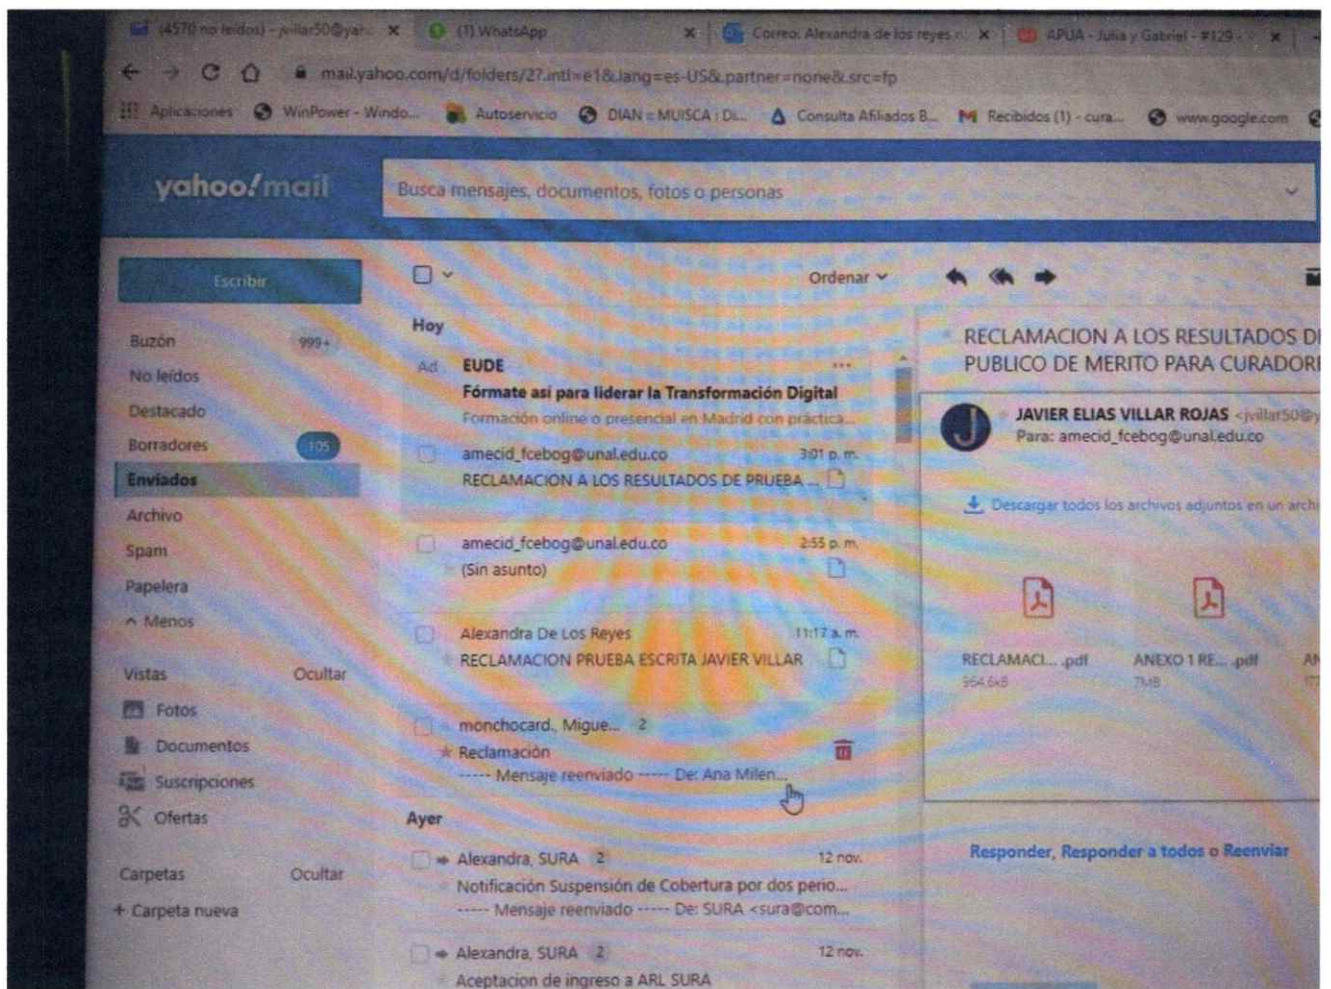 (4570 no leídos) - jvillar50@yah...
(1) WhatsApp
Correo: Alexandra de los reyes
APUA - Julia y Gabriel - #129 -
mail.yahoo.com/d/folders/2?.intl=e1&.lang=es-US&.partner=none&.src=fp
Aplicaciones
WinPower - Windo...
Autoservicio
DIAN = MUISCA : Di...
Consulta Afiliados B...
Recibidos (1) - cura...
www.google.com
yahoo!mail
Busca mensajes, documentos, fotos o personas
Escribir
Buzón 999+
No leídos
Destacado
Borradores 105
Enviados
Archivo
Spam
Papelera
Menos
Vistas Ocultar
Fotos
Documentos
Suscripciones
Ofertas
Carpetas Ocultar
+ Carpeta nueva
Ordenar
Hoy
Ad EUDE
Fórmate así para liderar la Transformación Digital
Formación online o presencial en Madrid con práctica...
amecid_fcebog@unal.edu.co 3:01 p. m.
RECLAMACION A LOS RESULTADOS DE PRUEBA ...
amecid_fcebog@unal.edu.co 2:55 p. m.
(Sin asunto)
Alexandra De Los Reyes 11:17 a. m.
RECLAMACION PRUEBA ESCRITA JAVIER VILLAR
monchocard., Migue... 2
Reclamación
----- Mensaje reenviado ----- De: Ana Milen...
Ayer
Alexandra, SURA 2 12 nov.
Notificación Suspensión de Cobertura por dos perio...
----- Mensaje reenviado ----- De: SURA <sura@com...
Alexandra, SURA 2 12 nov.
Aceptacion de ingreso a ARL SURA
RECLAMACION A LOS RESULTADOS DE
PUBLICO DE MERITO PARA CURADORE
J
JAVIER ELIAS VILLAR ROJAS <jvillar50@y
Para: amecid_fcebog@unal.edu.co
Descargar todos los archivos adjuntos en un archi
RECLAMACI... .pdf
964.6kB
ANEXO 1 RE... .pdf
7MB
AN
Responder, Responder a todos o Reenviar